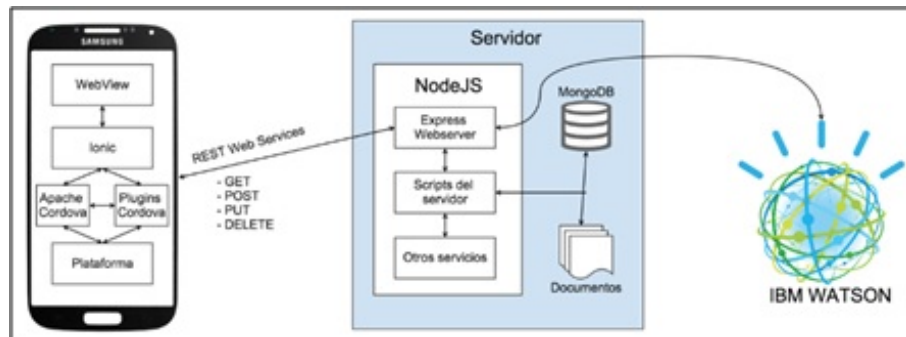 SAMSUNG
WebView
Ionic
Apache
Cordova
Plugins
Cordova
Plataforma
REST Web Services
- GET
- POST
- PUT
- DELETE
Servidor
NodeJS
Express
Webserver
Scripts del
servidor
Otros servicios
MongoDB
Documentos
IBM WATSON